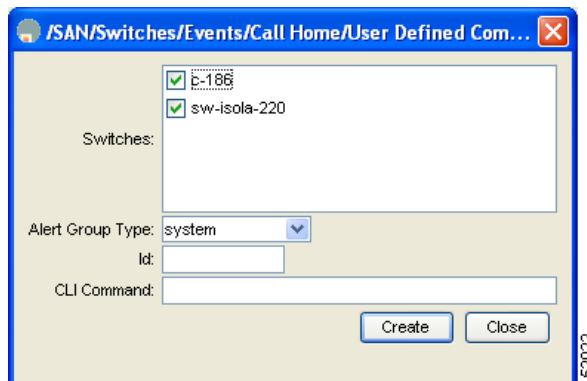 /SAN/Switches/Events/Call Home/User Defined Com...
Switches:
c-186
sw-isola-220
Alert Group Type: system
Id:
CLI Command:
Create Close